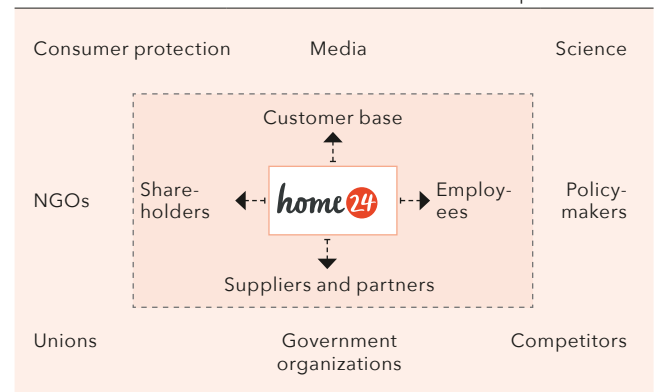 Consumer protection Media Science
Customer base
NGOs Share-
holders home24 Employ-
ees Policy-
makers
Suppliers and partners
Unions Government
organizations Competitors